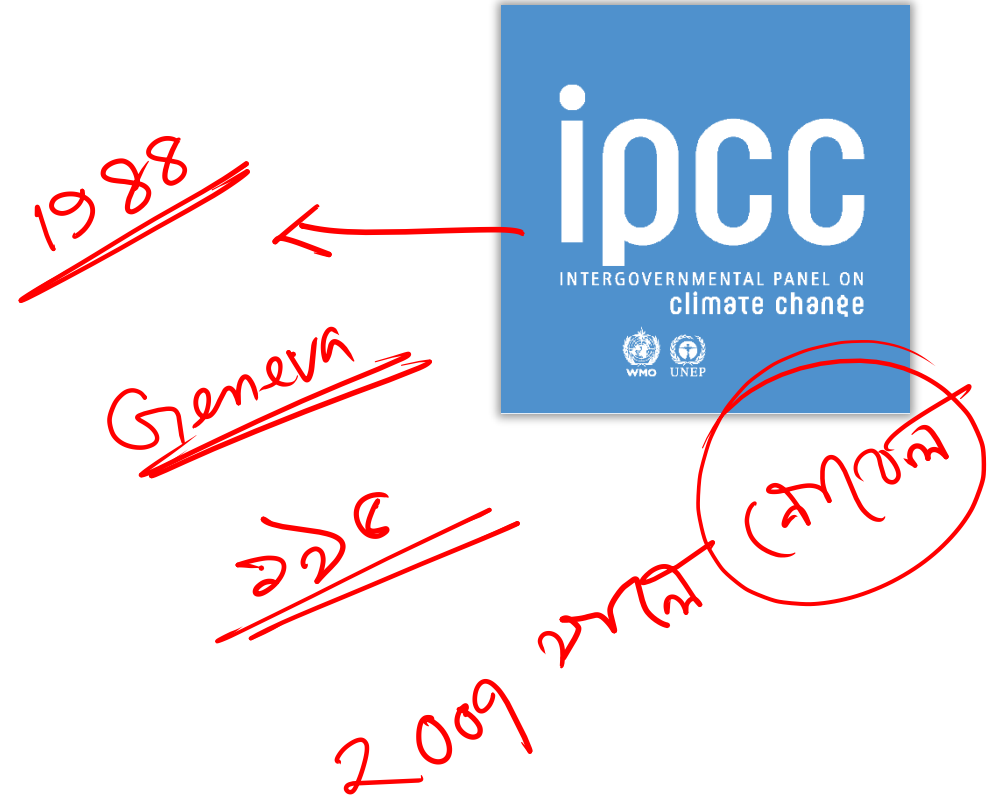 ipcc
INTERGOVERNMENTAL PANEL ON
climate change
WMO UNEP
1988
Geneva
১৯৫
২০০৭ সালে নোবেল